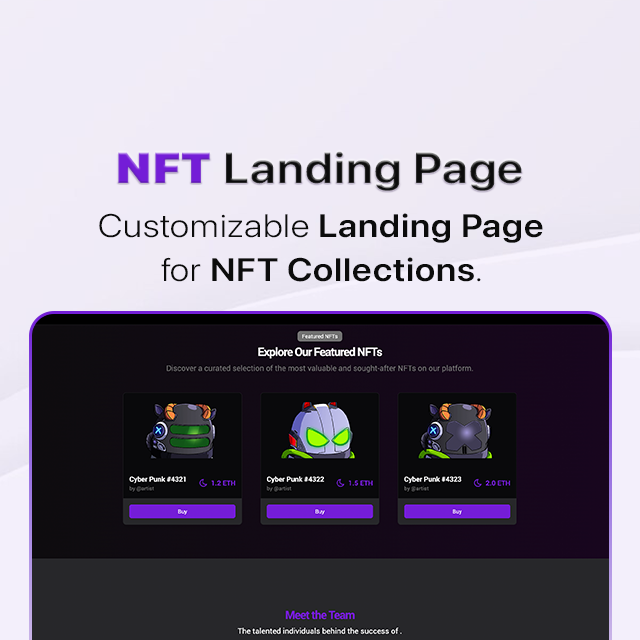 NFT Landing Page
Customizable Landing Page
for NFT Collections.
Featured NFTs
Explore Our Featured NFTs
Discover a curated selection of the most valuable and sought-after NFTs on our platform.
Cyber Punk #4321
by @artist
1.2 ETH
Buy
Cyber Punk #4322
by @artist
1.5 ETH
Buy
Cyber Punk #4323
by @artist
2.0 ETH
Buy
Meet the Team
The talented individuals behind the success of .